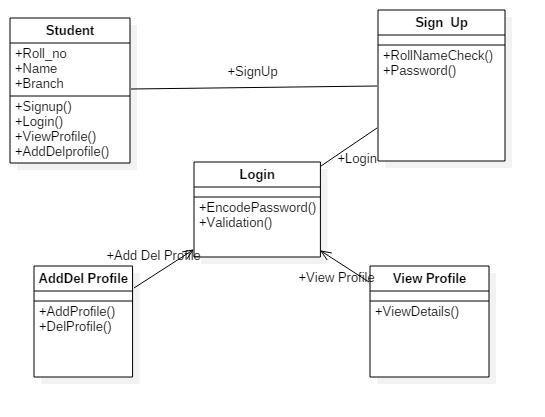 Student
+Roll_no
+Name
+Branch
+Signup()
+Login()
+ViewProfile()
+AddDelprofile()
+SignUp
Sign Up
+RollNameCheck()
+Password()
+Login
Login
+EncodePassword()
+Validation()
+Add Del Profile
+View Profile
AddDel Profile
+AddProfile()
+DelProfile()
View Profile
+ViewDetails()